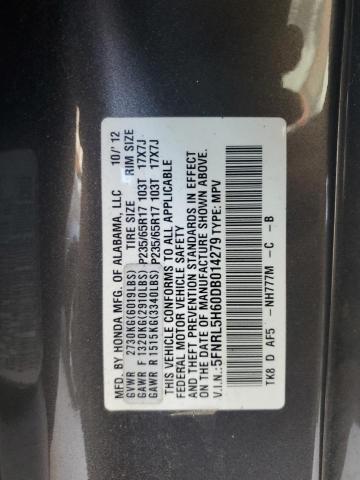 MFD. BY HONDA MFG. OF ALABAMA, LLC 10/'12
GVWR 2730KG(6019LBS) TIRE SIZE RIM SIZE
GAWR F 1320KG(2910LBS) P235/65R17 103T 17X7J
GAWR R 1515KG(3340LBS) P235/65R17 103T 17X7J
THIS VEHICLE CONFORMS TO ALL APPLICABLE
FEDERAL MOTOR VEHICLE SAFETY
AND THEFT PREVENTION STANDARDS IN EFFECT
ON THE DATE OF MANUFACTURE SHOWN ABOVE.
V.I.N.: 5FNRL5H60DB014279 TYPE: MPV
TK8 D AF5 -NH777M -C -B